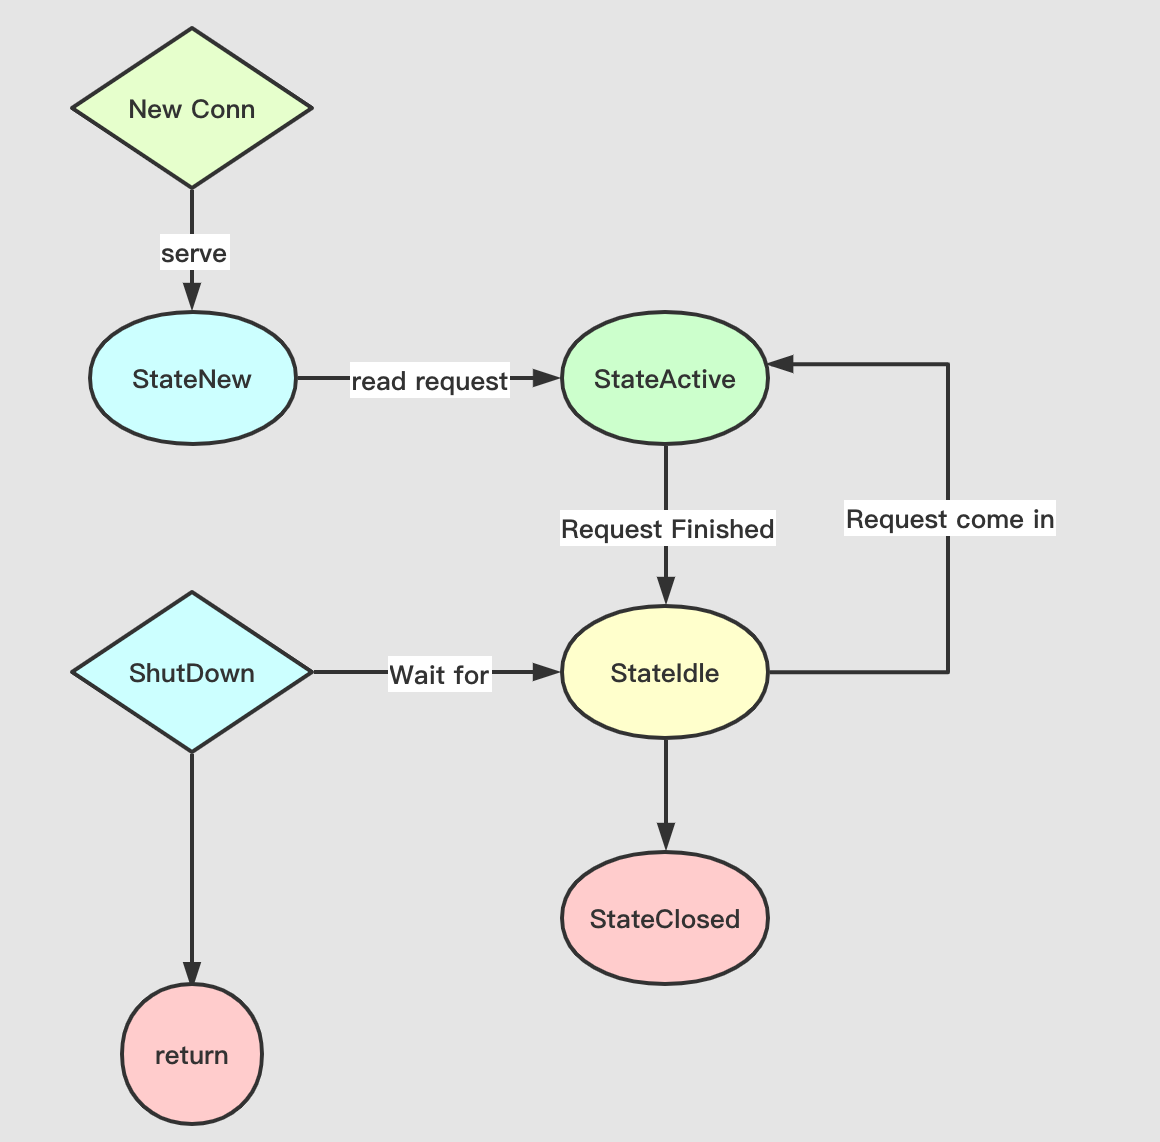 New Conn
serve
StateNew
read request
StateActive
Request Finished
Request come in
ShutDown
Wait for
StateIdle
StateClosed
return